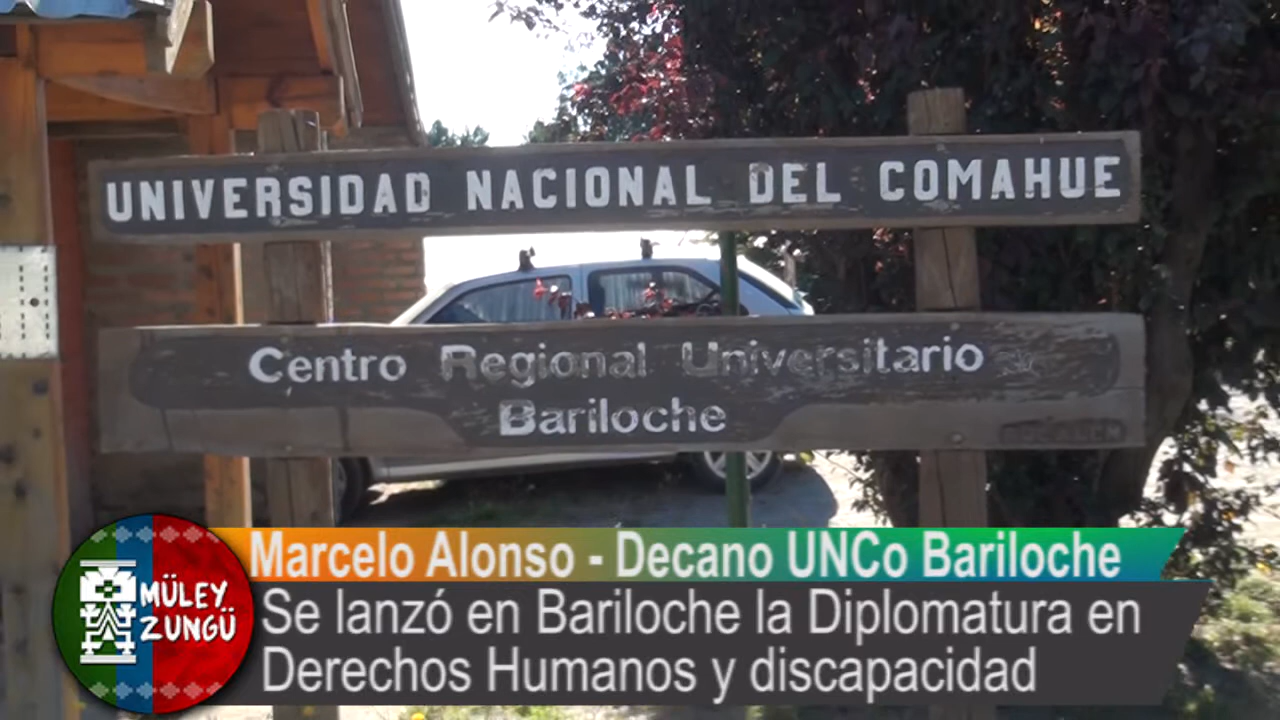 UNIVERSIDAD NACIONAL DEL COMAHUE
Centro Regional Universitario
Bariloche
Marcelo Alonso - Decano UNCo Bariloche
MÜLEY
ZUNGÜ
Se lanzó en Bariloche la Diplomatura en
Derechos Humanos y discapacidad